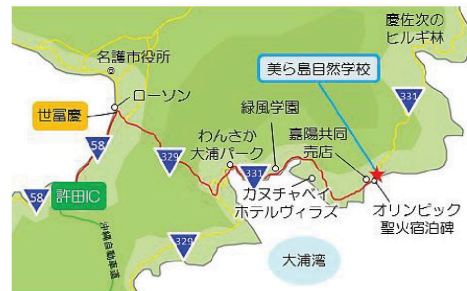 慶佐次の
ヒルギ林
名護市役所
美ら島自然学校
331
ローソン
世冨慶
緑風学園
58
わんさか
大浦パーク
嘉陽共同
売店
329
331
許田IC
58
カヌチャベイ
ホテルヴィラズ
オリンピック
聖火宿泊碑
沖縄自動車道
329
大浦湾